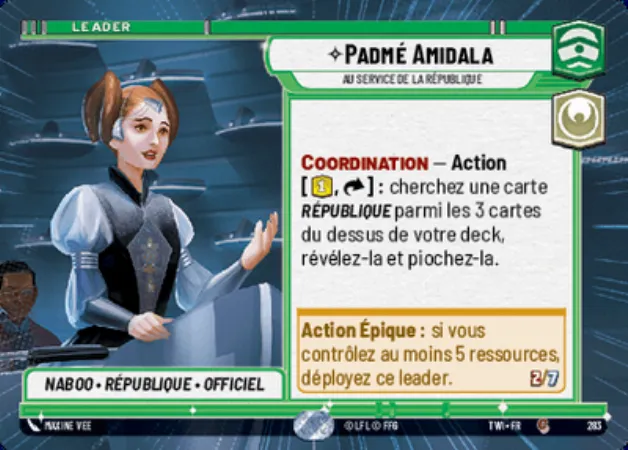 LEADER
PADMÉ AMIDALA
AU SERVICE DE LA RÉPUBLIQUE
COORDINATION – Action
[1, ] : cherchez une carte
RÉPUBLIQUE parmi les 3 cartes
du dessus de votre deck,
révélez-la et piochez-la.
Action Épique : si vous
contrôlez au moins 5 ressources,
déployez ce leader. 2/7
NABOO • RÉPUBLIQUE • OFFICIEL
MAXINE VEE
© LFL © FFG
TWI • FR
283